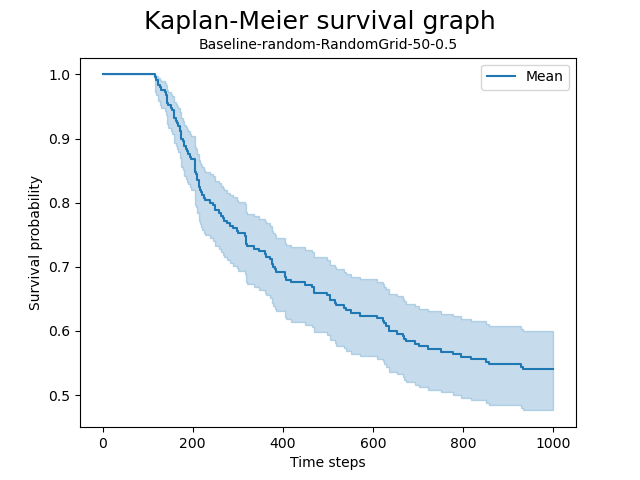 Kaplan-Meier survival graph
Baseline-random-RandomGrid-50-0.5
Mean
Survival probability
1.0
0.9
0.8
0.7
0.6
0.5
0 200 400 600 800 1000
Time steps